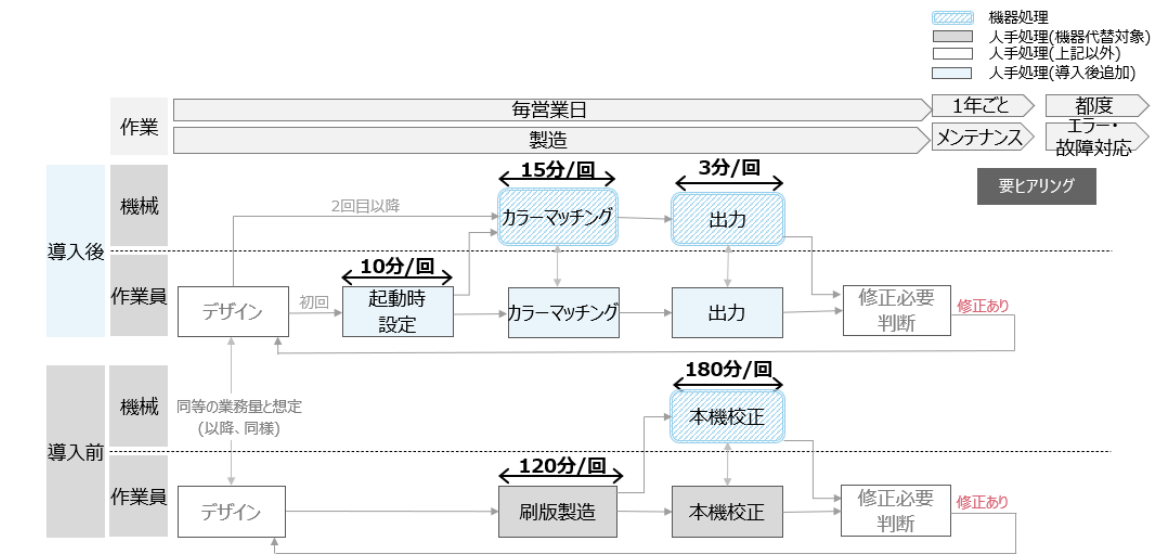 機器処理
人手処理(機器代替対象)
人手処理(上記以外)
人手処理(導入後追加)
作業
毎営業日
1年ごと
都度
製造
メンテナンス
エラー・
故障対応
要ヒアリング
導入後
機械
15分/回
3分/回
2回目以降
カラーマッチング
出力
作業員
10分/回
デザイン
初回
起動時
設定
カラーマッチング
出力
修正必要
判断
修正あり
導入前
機械
同等の業務量と想定
(以降、同様)
180分/回
本機校正
作業員
120分/回
デザイン
刷版製造
本機校正
修正必要
判断
修正あり